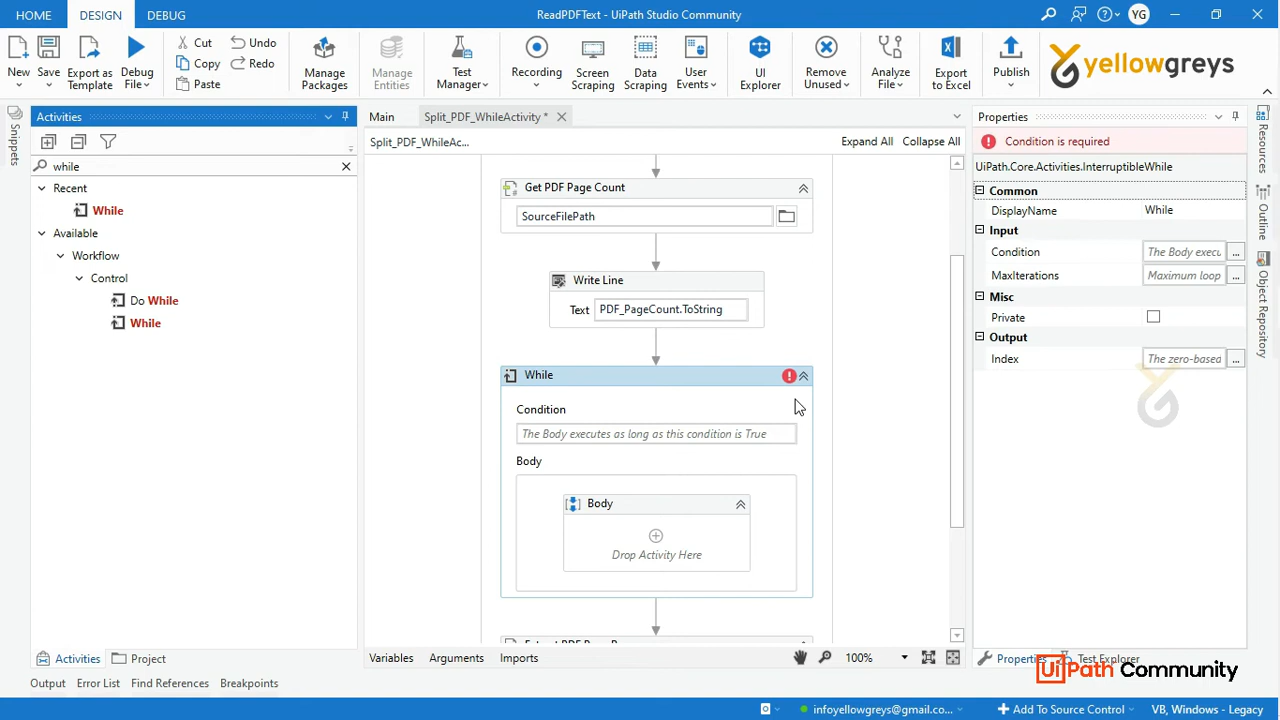 HOME
DESIGN
DEBUG
ReadPDFText - UiPath Studio Community
YG
New
Save
Export as Template
Debug File
Cut
Copy
Paste
Undo
Redo
Manage Packages
Manage Entities
Test Manager
Recording
Screen Scraping
Data Scraping
User Events
UI Explorer
Remove Unused
Analyze File
Export to Excel
Publish
yellowgreys
Snippets
Activities
while
Recent
While
Available
Workflow
Control
Do While
While
Activities
Project
Main
Split_PDF_WhileActivity *
Split_PDF_WhileAc...
Expand All
Collapse All
Get PDF Page Count
SourceFilePath
Write Line
Text
PDF_PageCount.ToString
While
Condition
The Body executes as long as this condition is True
Body
Body
Drop Activity Here
Variables
Arguments
Imports
100%
Properties
Condition is required
UiPath.Core.Activities.InterruptibleWhile
Common
DisplayName
While
Input
Condition
The Body execu
...
MaxIterations
Maximum loop
...
Misc
Private
Output
Index
The zero-based
...
Properties
Test Explorer
Resources
Outline
Object Repository
UiPath Community
Output
Error List
Find References
Breakpoints
infoyellowgreys@gmail.co...
Add To Source Control
VB, Windows - Legacy